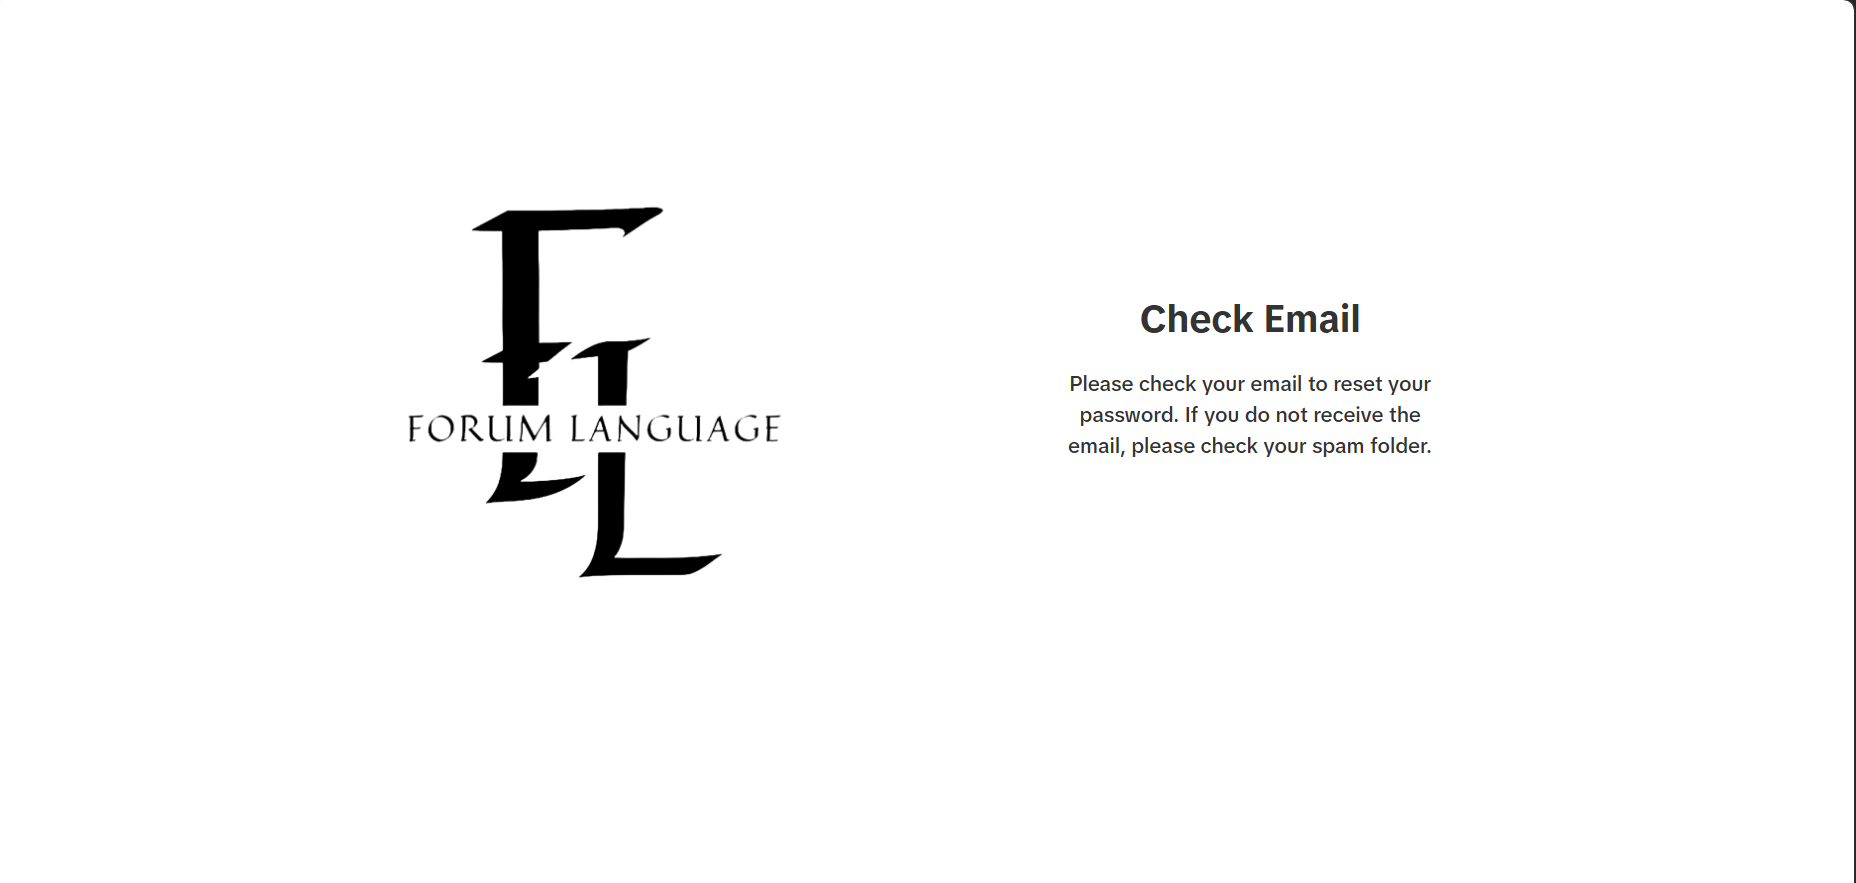 FL
FORUM LANGUAGE
Check Email
Please check your email to reset your
password. If you do not receive the
email, please check your spam folder.